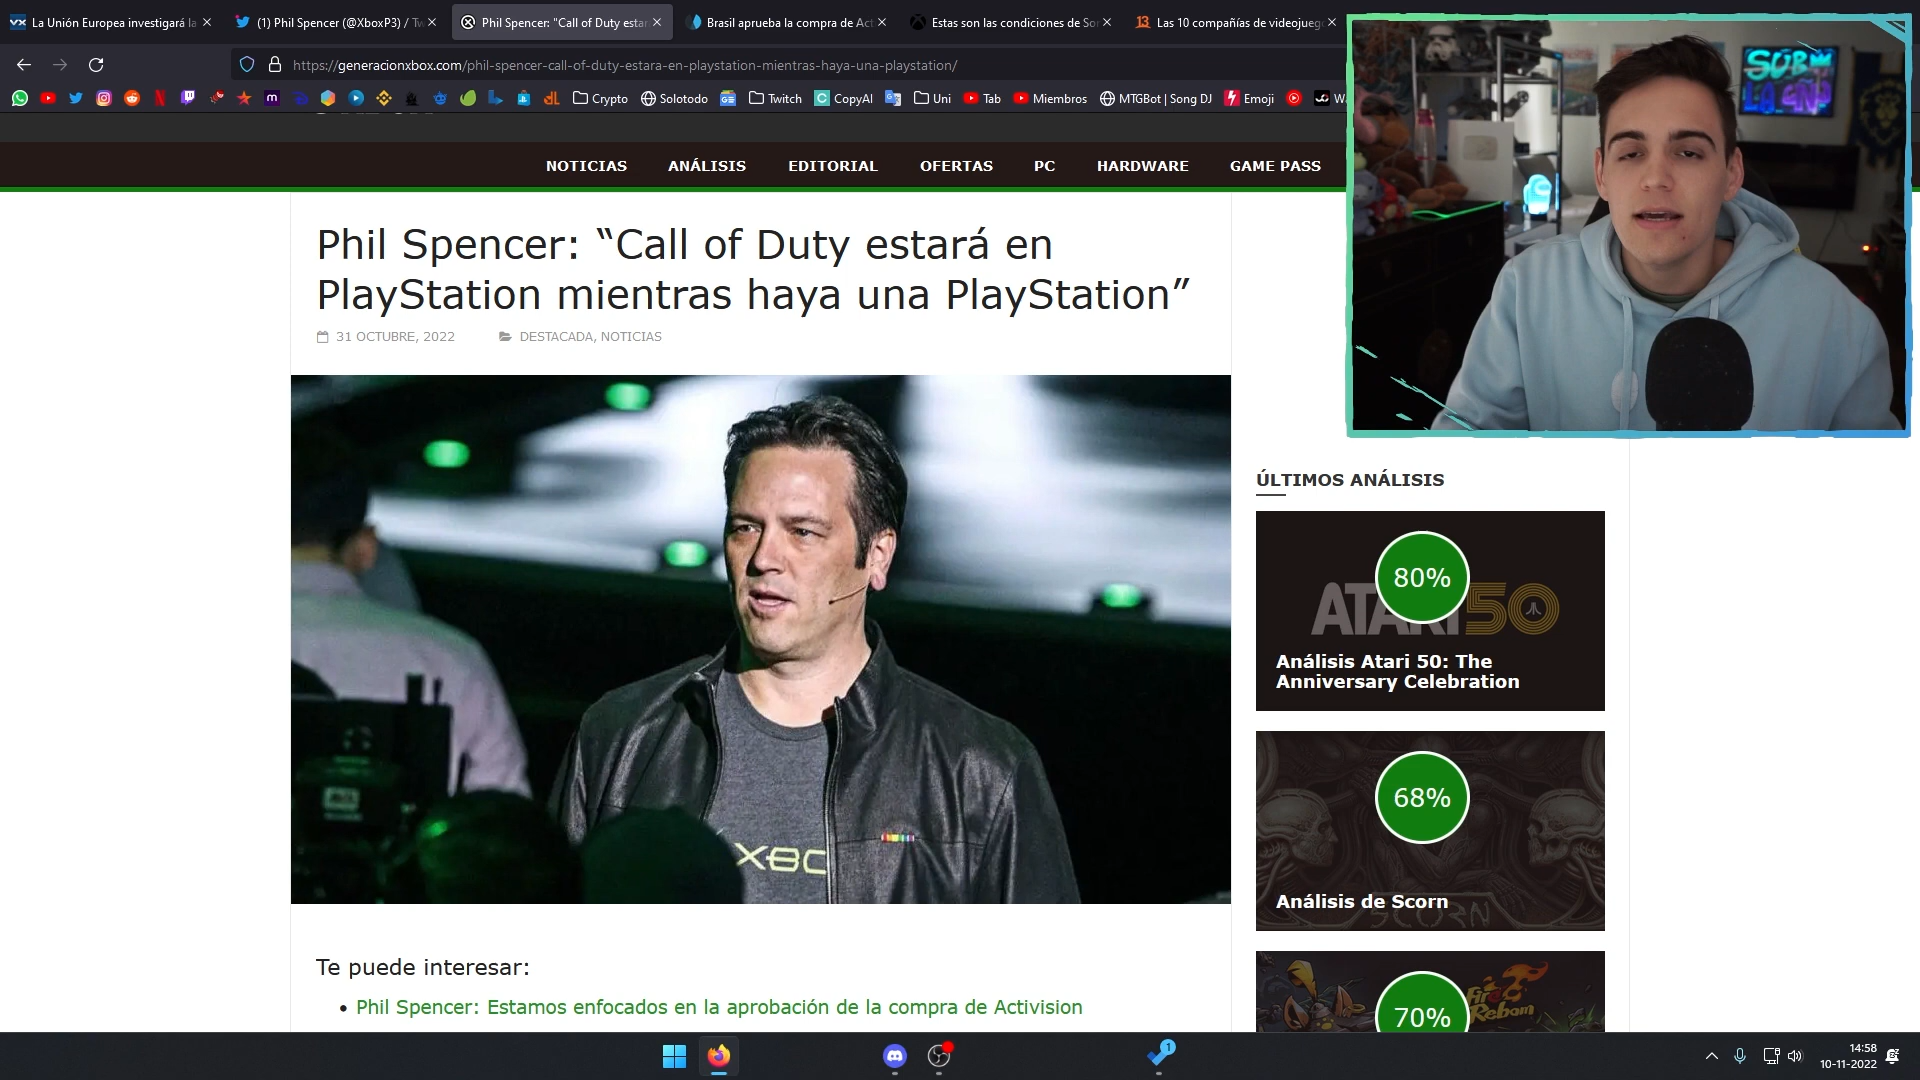 La Unión Europea investigará la
(1) Phil Spencer (@XboxP3) / Tw
Phil Spencer: "Call of Duty estar
Brasil aprueba la compra de Act
Estas son las condiciones de So
Las 10 compañías de videojueg
https://generacionxbox.com/phil-spencer-call-of-duty-estara-en-playstation-mientras-haya-una-playstation/
Crypto
Solotodo
Twitch
CopyAI
Uni
Tab
Miembros
MTGBot | Song DJ
Emoji
W
SUB
LA GNP
NOTICIAS
ANÁLISIS
EDITORIAL
OFERTAS
PC
HARDWARE
GAME PASS
Phil Spencer: “Call of Duty estará en
PlayStation mientras haya una PlayStation”
31 OCTUBRE, 2022
DESTACADA, NOTICIAS
XBO
ÚLTIMOS ANÁLISIS
80%
ATARI 50
Análisis Atari 50: The
Anniversary Celebration
68%
Análisis de Scorn
SCORN
70%
Te puede interesar:
• Phil Spencer: Estamos enfocados en la aprobación de la compra de Activision
1
14:58
10-11-2022